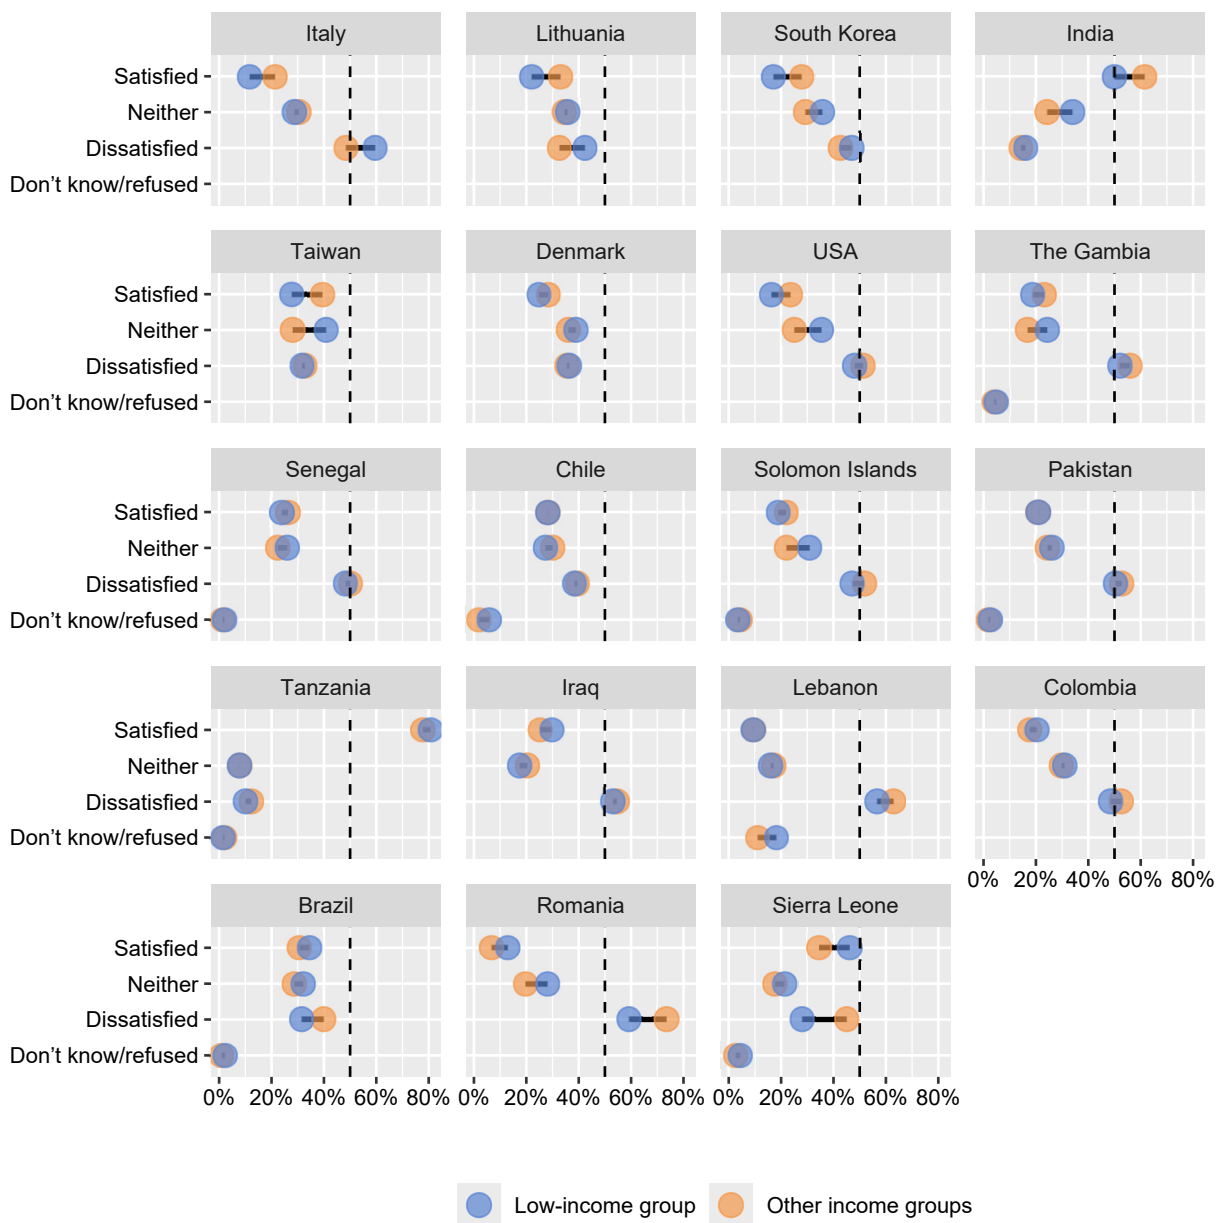 Italy Lithuania South Korea India
Satisfied
Neither
Dissatisfied
Don’t know/refused
Taiwan Denmark USA The Gambia
Satisfied
Neither
Dissatisfied
Don’t know/refused
Senegal Chile Solomon Islands Pakistan
Satisfied
Neither
Dissatisfied
Don’t know/refused
Tanzania Iraq Lebanon Colombia
Satisfied
Neither
Dissatisfied
Don’t know/refused
0% 20% 40% 60% 80%
Brazil Romania Sierra Leone
Satisfied
Neither
Dissatisfied
Don’t know/refused
0% 20% 40% 60% 80% 0% 20% 40% 60% 80% 0% 20% 40% 60% 80%
Low-income group Other income groups